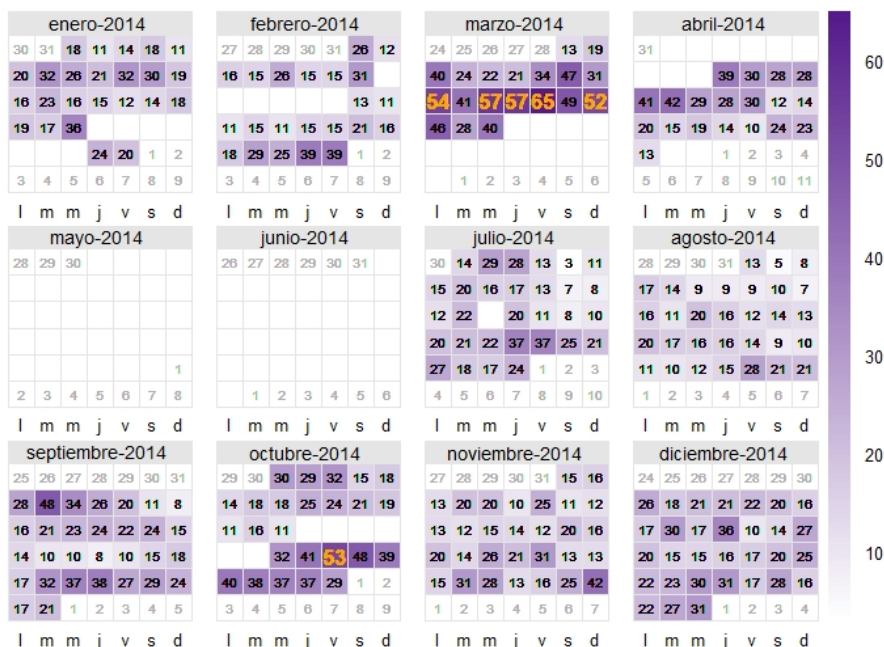 enero-2014
30 31 18 11 14 18 11
20 32 26 21 32 30 19
16 23 16 15 12 14 18
19 17 36
24 20 1 2
3 4 5 6 7 8 9
l m m j v s d
febrero-2014
27 28 29 30 31 26 12
16 15 26 15 15 31
13 11
11 15 11 15 15 21 16
18 29 25 39 39 1 2
3 4 5 6 7 8 9
l m m j v s d
marzo-2014
24 25 26 27 28 13 19
40 24 22 21 34 47 31
54 41 57 57 65 49 52
46 28 40
1 2 3 4 5 6
l m m j v s d
abril-2014
31
39 30 28 28
41 42 29 28 30 12 14
20 15 19 14 10 24 23
13 1 2 3 4
5 6 7 8 9 10 11
l m m j v s d
mayo-2014
28 29 30
1
2 3 4 5 6 7 8
l m m j v s d
junio-2014
26 27 28 29 30 31
1 2 3 4 5 6
l m m j v s d
julio-2014
30 14 29 28 13 3 11
15 20 16 17 13 7 8
12 22 20 11 8 10
20 21 22 37 37 25 21
27 18 17 24 1 2 3
4 5 6 7 8 9 10
l m m j v s d
agosto-2014
28 29 30 31 13 5 8
17 14 9 9 9 10 7
16 11 20 16 12 14 13
20 17 16 16 14 9 10
11 10 12 15 28 21 21
1 2 3 4 5 6 7
l m m j v s d
septiembre-2014
25 26 27 28 29 30 31
28 48 34 26 20 11 8
16 21 23 24 22 24 15
14 10 10 8 10 15 18
17 32 37 38 27 29 24
17 21 1 2 3 4 5
l m m j v s d
octubre-2014
29 30 30 29 32 15 18
14 18 18 25 24 21 19
11 16 11
32 41 53 48 39
40 38 37 37 29 1 2
3 4 5 6 7 8 9
l m m j v s d
noviembre-2014
27 28 29 30 31 15 16
13 20 20 10 25 11 12
13 12 15 14 12 20 16
20 14 26 21 31 13 13
15 31 28 13 16 25 42
1 2 3 4 5 6 7
l m m j v s d
diciembre-2014
24 25 26 27 28 29 30
26 18 21 21 22 20 16
17 30 17 36 10 14 27
20 15 15 16 17 20 25
22 23 30 31 17 28 16
22 27 31 1 2 3 4
l m m j v s d
60
50
40
30
20
10